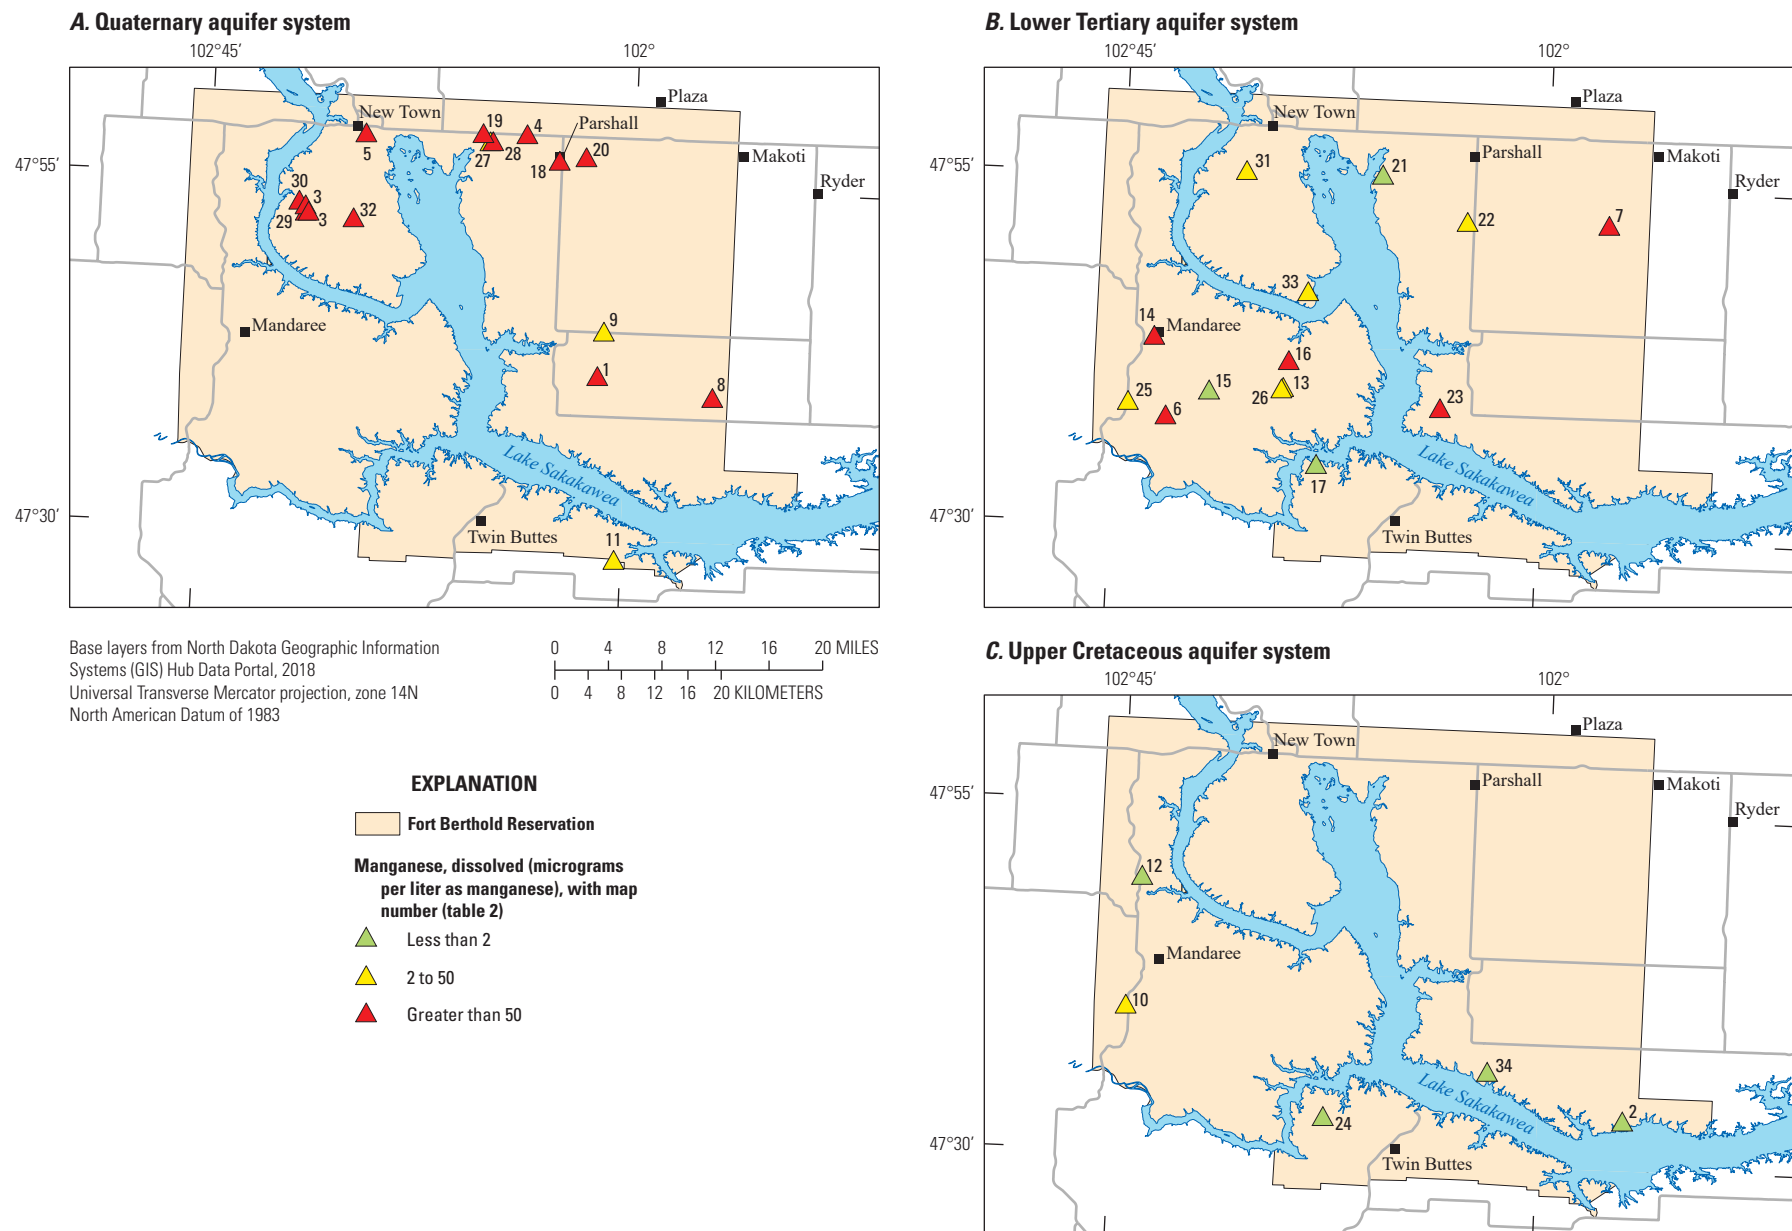 A. Quaternary aquifer system
102°45′
102°
47°55′
47°30′
Plaza
New Town
Parshall
Makoti
Ryder
Mandaree
Twin Buttes
Lake Sakakawea
19
4
5
27
28
18
20
30
3
29
3
32
9
1
8
11
Base layers from North Dakota Geographic Information
Systems (GIS) Hub Data Portal, 2018
Universal Transverse Mercator projection, zone 14N
North American Datum of 1983
0 4 8 12 16 20 MILES
0 4 8 12 16 20 KILOMETERS
EXPLANATION
Fort Berthold Reservation
Manganese, dissolved (micrograms
per liter as manganese), with map
number (table 2)
Less than 2
2 to 50
Greater than 50
B. Lower Tertiary aquifer system
102°45′
102°
47°55′
47°30′
Plaza
New Town
Parshall
Makoti
Ryder
Mandaree
Twin Buttes
Lake Sakakawea
31
21
22
7
33
14
16
15
13
26
25
6
23
17
C. Upper Cretaceous aquifer system
102°45′
102°
47°55′
47°30′
Plaza
New Town
Parshall
Makoti
Ryder
Mandaree
Twin Buttes
Lake Sakakawea
12
10
34
2
24